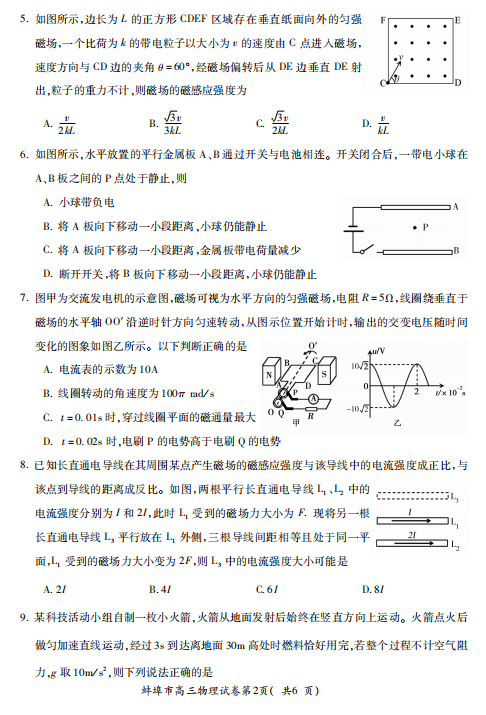 5. 如图所示,边长为 L 的正方形 CDEF 区域存在垂直纸面向外的匀强
磁场,一个比荷为 k 的带电粒子以大小为 v 的速度由 C 点进入磁场,
速度方向与 CD 边的夹角 θ=60°,经磁场偏转后从 DE 边垂直 DE 射
出,粒子的重力不计,则磁场的磁感应强度为
F E
v
θ
C D
A. v/2kL B. √3v/3kL C. √3v/2kL D. v/kL
6. 如图所示,水平放置的平行金属板 A、B 通过开关与电池相连。开关闭合后,一带电小球在
A、B 板之间的 P 点处于静止,则
A. 小球带负电
B. 将 A 板向下移动一小段距离,小球仍能静止
C. 将 A 板向下移动一小段距离,金属板带电荷量减少
D. 断开开关,将 B 板向下移动一小段距离,小球仍能静止
A
P
B
7. 图甲为交流发电机的示意图,磁场可视为水平方向的匀强磁场,电阻 R=5Ω,线圈绕垂直于
磁场的水平轴 OO′ 沿逆时针方向匀速转动,从图示位置开始计时,输出的交变电压随时间
变化的图象如图乙所示。以下判断正确的是
A. 电流表的示数为 10A
B. 线圈转动的角速度为 100π rad/s
C. t=0.01s 时,穿过线圈平面的磁通量最大
D. t=0.02s 时,电刷 P 的电势高于电刷 Q 的电势
O′
B C
N S
A D
P
A
O Q R
甲
u/V
10√2
0 2 t/×10⁻²s
-10√2
乙
8. 已知长直通电导线在其周围某点产生磁场的磁感应强度与该导线中的电流强度成正比,与
该点到导线的距离成反比。如图,两根平行长直通电导线 L₁、L₂ 中的
电流强度分别为 I 和 2I,此时 L₁ 受到的磁场力大小为 F. 现将另一根
长直通电导线 L₃ 平行放在 L₁ 外侧,三根导线间距相等且处于同一平
面,L₁ 受到的磁场力大小变为 2F,则 L₃ 中的电流强度大小可能是
L₃
I
L₁
2I
L₂
A. 2I B. 4I C. 6I D. 8I
9. 某科技活动小组自制一枚小火箭,火箭从地面发射后始终在竖直方向上运动。火箭点火后
做匀加速直线运动,经过 3s 到达离地面 30m 高处时燃料恰好用完,若整个过程不计空气阻
力,g 取 10m/s²,则下列说法正确的是
蚌埠市高三物理试卷第2页( 共6 页)